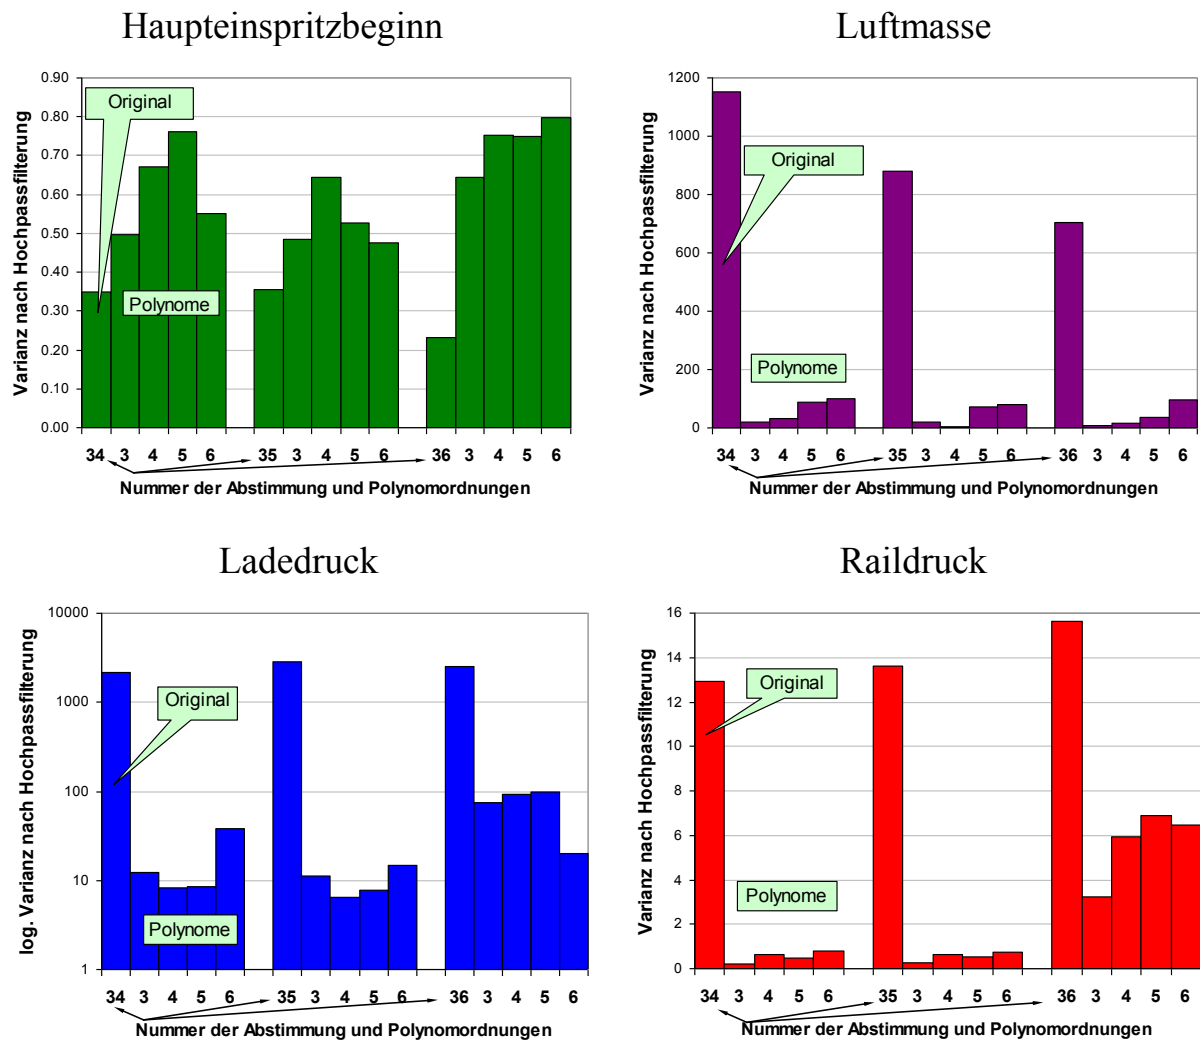 Haupteinspritzbeginn
Varianz nach Hochpassfilterung
0.90
0.80
0.70
0.60
0.50
0.40
0.30
0.20
0.10
0.00
Original
Polynome
34 3 4 5 6 35 3 4 5 6 36 3 4 5 6
Nummer der Abstimmung und Polynomordnungen
Luftmasse
Varianz nach Hochpassfilterung
1200
1000
800
600
400
200
0
Original
Polynome
34 3 4 5 6 35 3 4 5 6 36 3 4 5 6
Nummer der Abstimmung und Polynomordnungen
Ladedruck
log. Varianz nach Hochpassfilterung
10000
1000
100
10
1
Original
Polynome
34 3 4 5 6 35 3 4 5 6 36 3 4 5 6
Nummer der Abstimmung und Polynomordnungen
Raildruck
Varianz nach Hochpassfilterung
16
14
12
10
8
6
4
2
0
Original
Polynome
34 3 4 5 6 35 3 4 5 6 36 3 4 5 6
Nummer der Abstimmung und Polynomordnungen